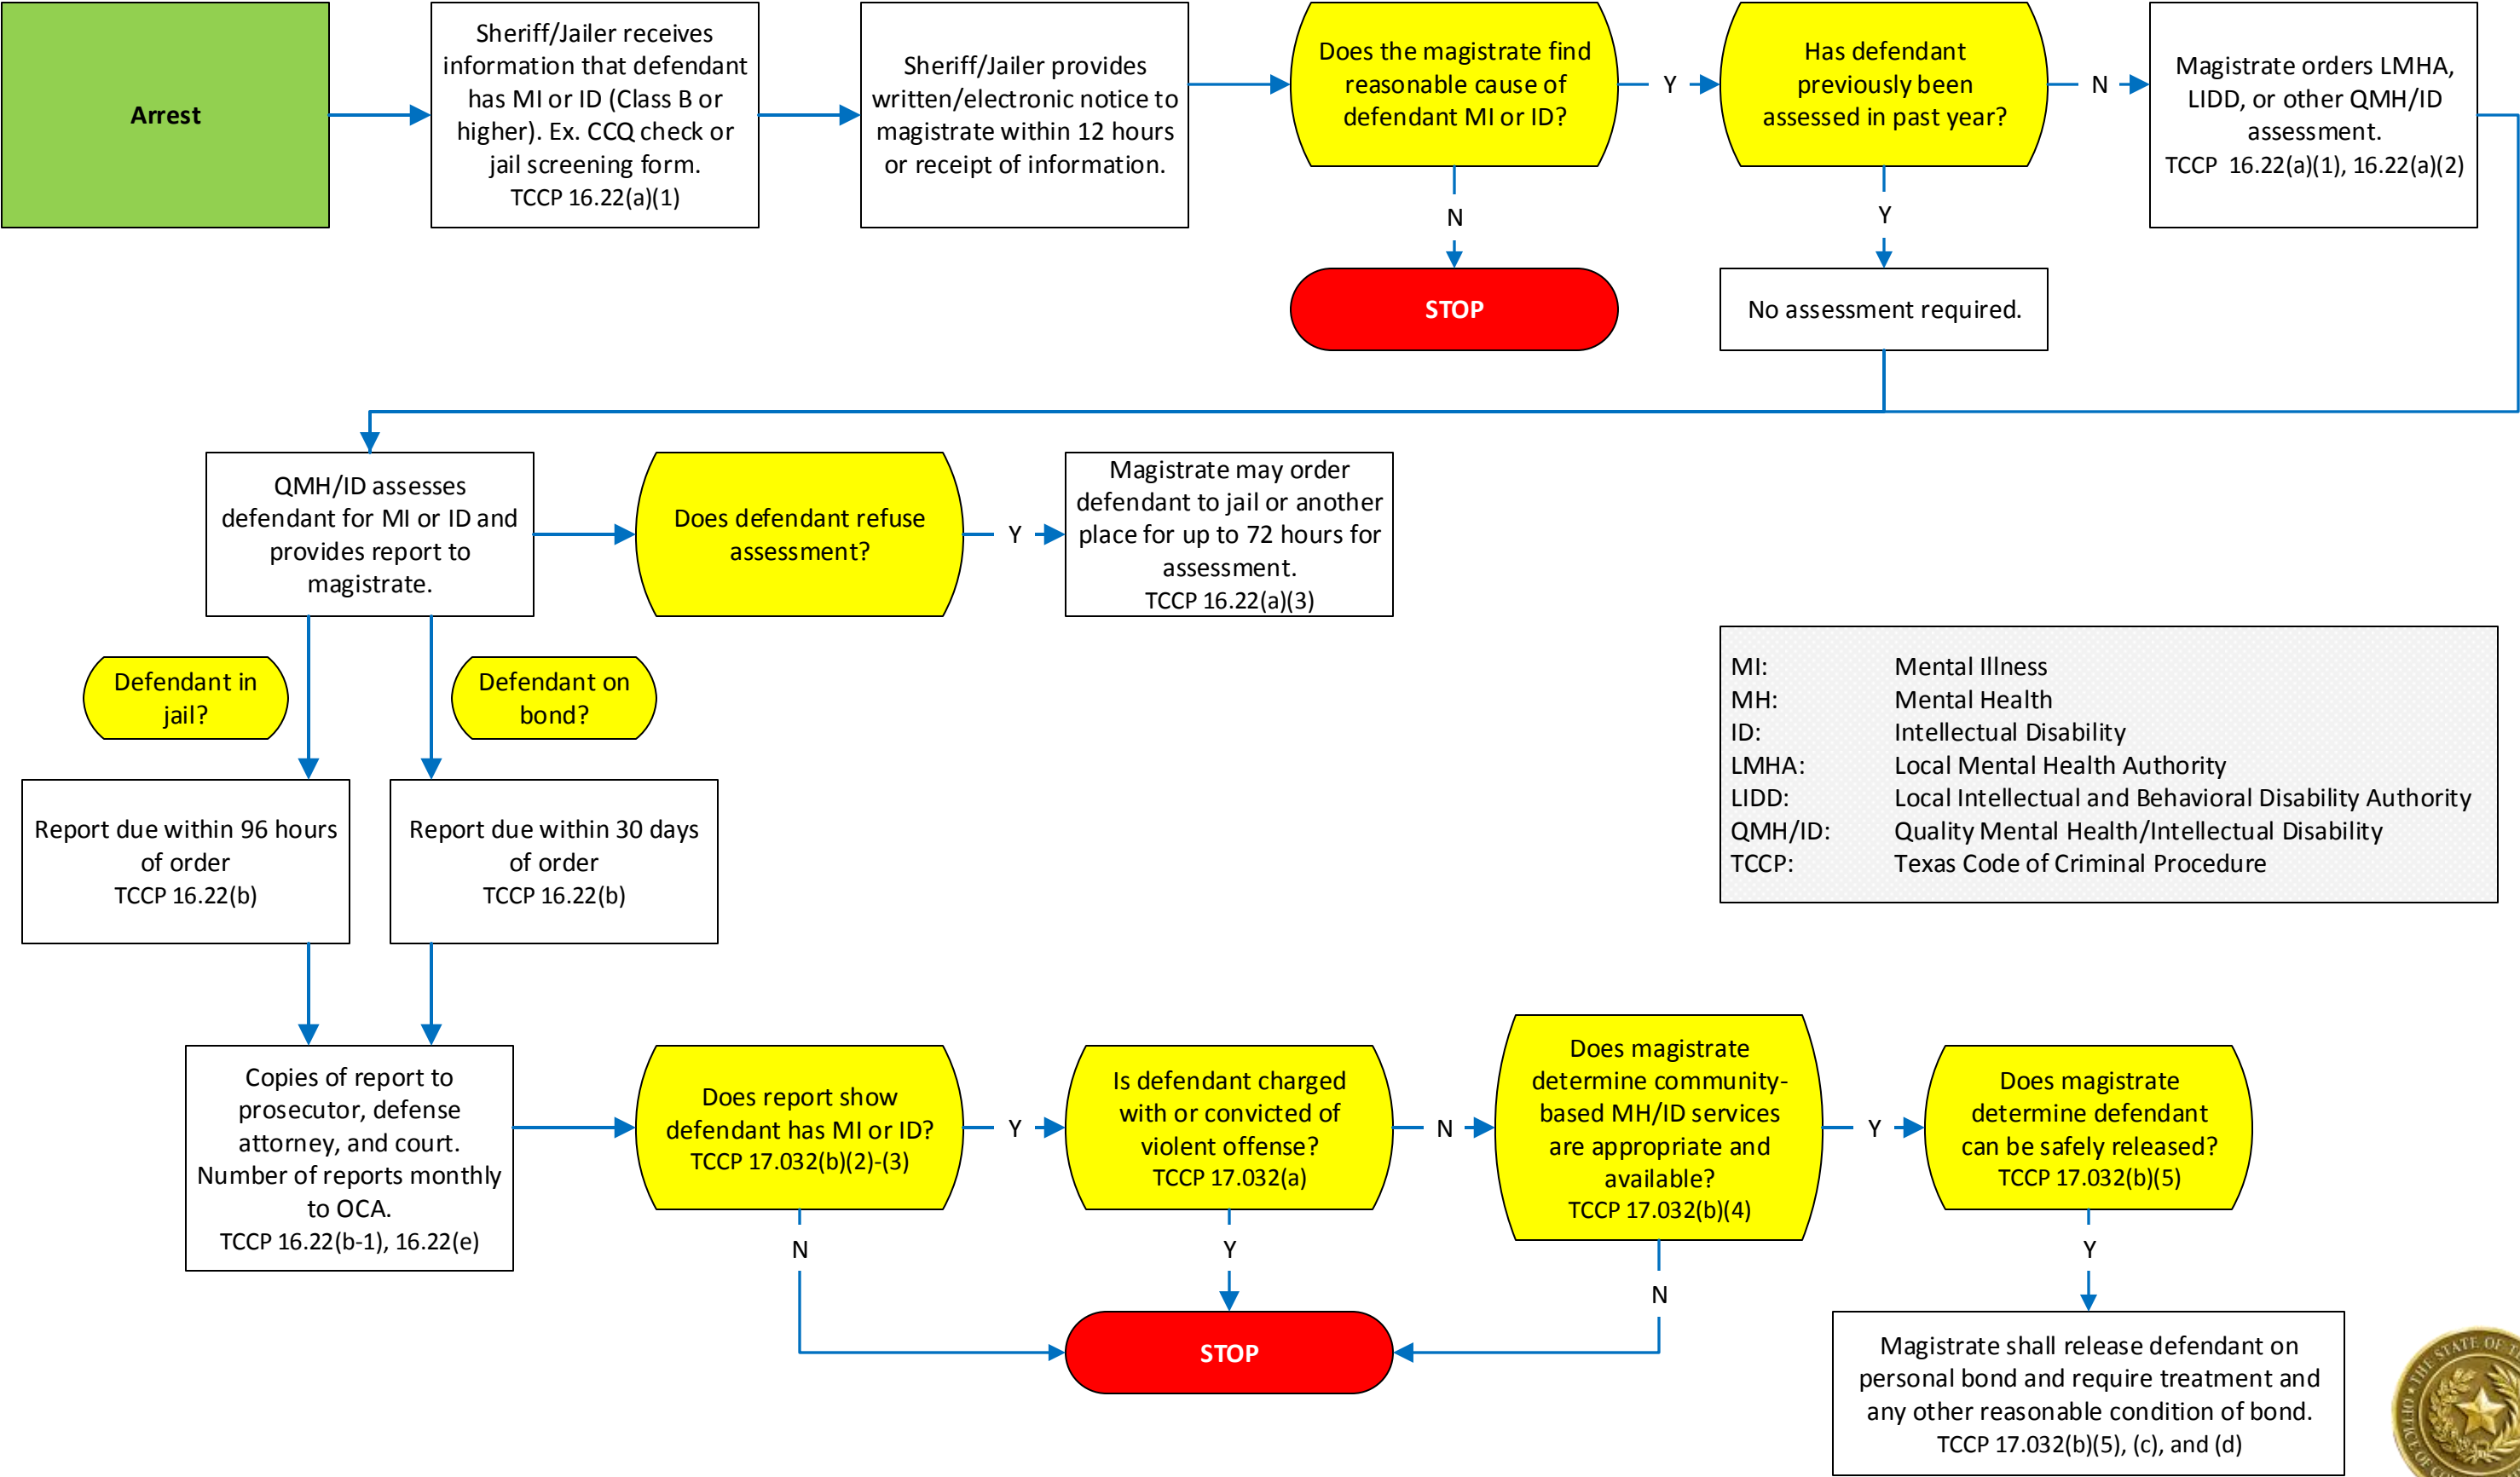 Arrest
Sheriff/Jailer receives
information that defendant
has MI or ID (Class B or
higher). Ex. CCQ check or
jail screening form.
TCCP 16.22(a)(1)
Sheriff/Jailer provides
written/electronic notice to
magistrate within 12 hours
or receipt of information.
Does the magistrate find
reasonable cause of
defendant MI or ID?
Y
Has defendant
previously been
assessed in past year?
N
Magistrate orders LMHA,
LIDD, or other QMH/ID
assessment.
TCCP 16.22(a)(1), 16.22(a)(2)
N
Y
STOP
No assessment required.
QMH/ID assesses
defendant for MI or ID and
provides report to
magistrate.
Does defendant refuse
assessment?
Y
Magistrate may order
defendant to jail or another
place for up to 72 hours for
assessment.
TCCP 16.22(a)(3)
Defendant in
jail?
Defendant on
bond?
MI: Mental Illness
MH: Mental Health
ID: Intellectual Disability
LMHA: Local Mental Health Authority
LIDD: Local Intellectual and Behavioral Disability Authority
QMH/ID: Quality Mental Health/Intellectual Disability
TCCP: Texas Code of Criminal Procedure
Report due within 96 hours
of order
TCCP 16.22(b)
Report due within 30 days
of order
TCCP 16.22(b)
Copies of report to
prosecutor, defense
attorney, and court.
Number of reports monthly
to OCA.
TCCP 16.22(b-1), 16.22(e)
Does report show
defendant has MI or ID?
TCCP 17.032(b)(2)-(3)
Y
Is defendant charged
with or convicted of
violent offense?
TCCP 17.032(a)
N
Does magistrate
determine community-
based MH/ID services
are appropriate and
available?
TCCP 17.032(b)(4)
Y
Does magistrate
determine defendant
can be safely released?
TCCP 17.032(b)(5)
N
Y
N
Y
STOP
Magistrate shall release defendant on
personal bond and require treatment and
any other reasonable condition of bond.
TCCP 17.032(b)(5), (c), and (d)
THE STATE OF
OFFICE OF